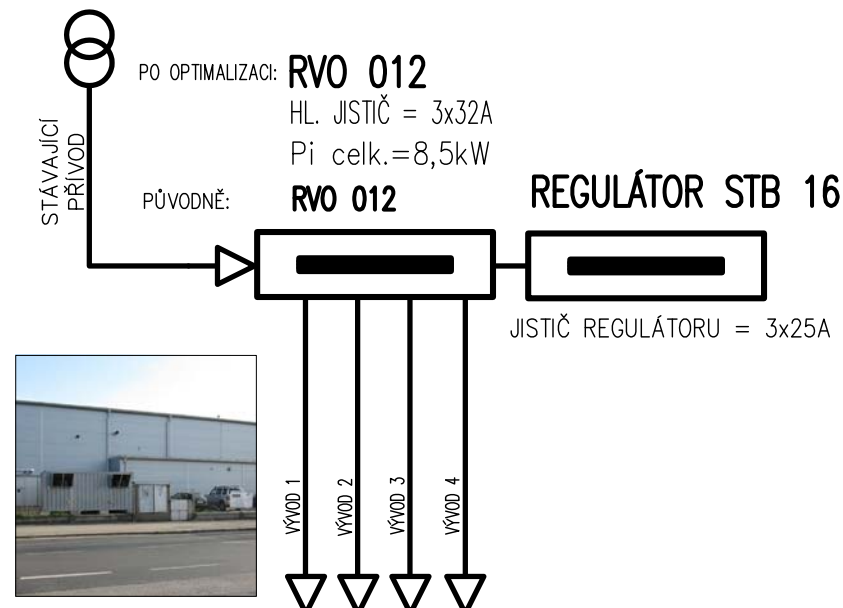 PO OPTIMALIZACI: RVO 012
HL. JISTIČ = 3x32A
Pi celk.=8,5kW
STÁVAJÍCÍ
PŘÍVOD
PŮVODNĚ: RVO 012
REGULÁTOR STB 16
JISTIČ REGULÁTORU = 3x25A
VÝVOD 1
VÝVOD 2
VÝVOD 3
VÝVOD 4